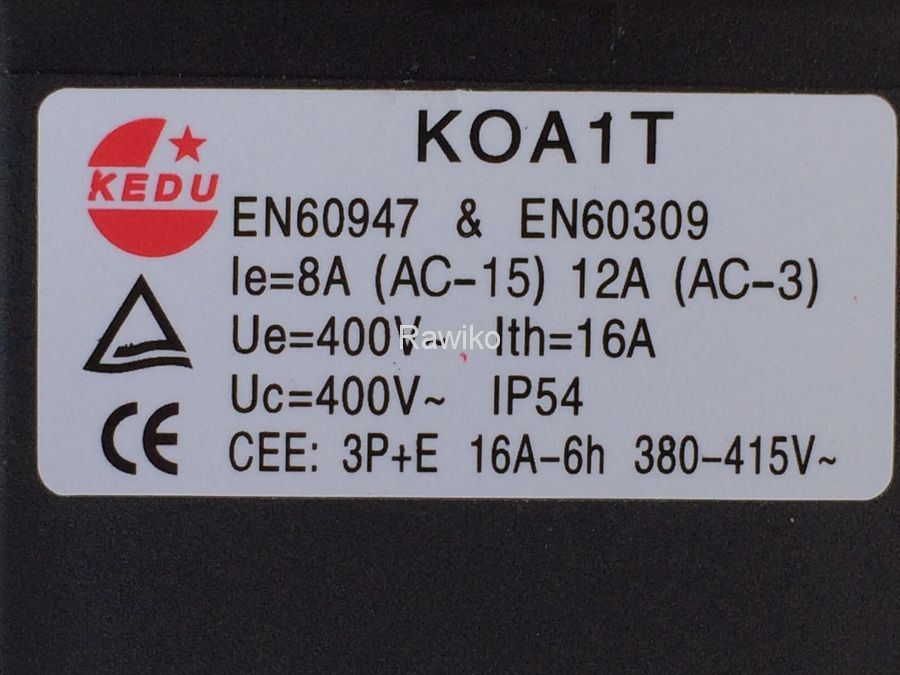 KOA1T
KEDU
EN60947 & EN60309
Ie=8A (AC-15) 12A (AC-3)
Ue=400V~ Ith=16A
Rawiko
Uc=400V~ IP54
CE
CEE: 3P+E 16A-6h 380-415V~